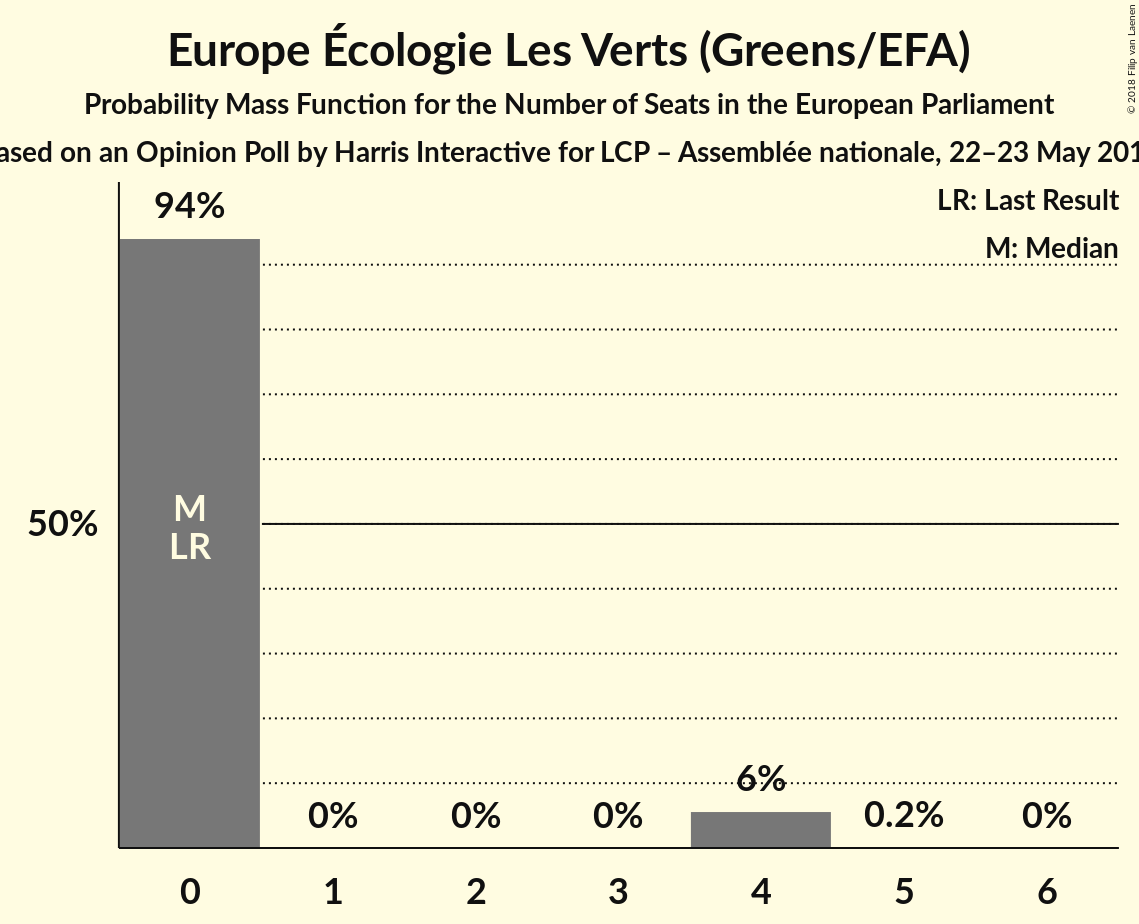 Europe Écologie Les Verts (Greens/EFA)
Probability Mass Function for the Number of Seats in the European Parliament
on an Opinion Poll by Harris Interactive for LCP – Assemblée nationale, 22–23 May
© 2018 Filip van Laenen
LR: Last Result
M: Median
94%
M
LR
50%
6%
0% 0% 0% 0.2% 0%
0 1 2 3 4 5 6